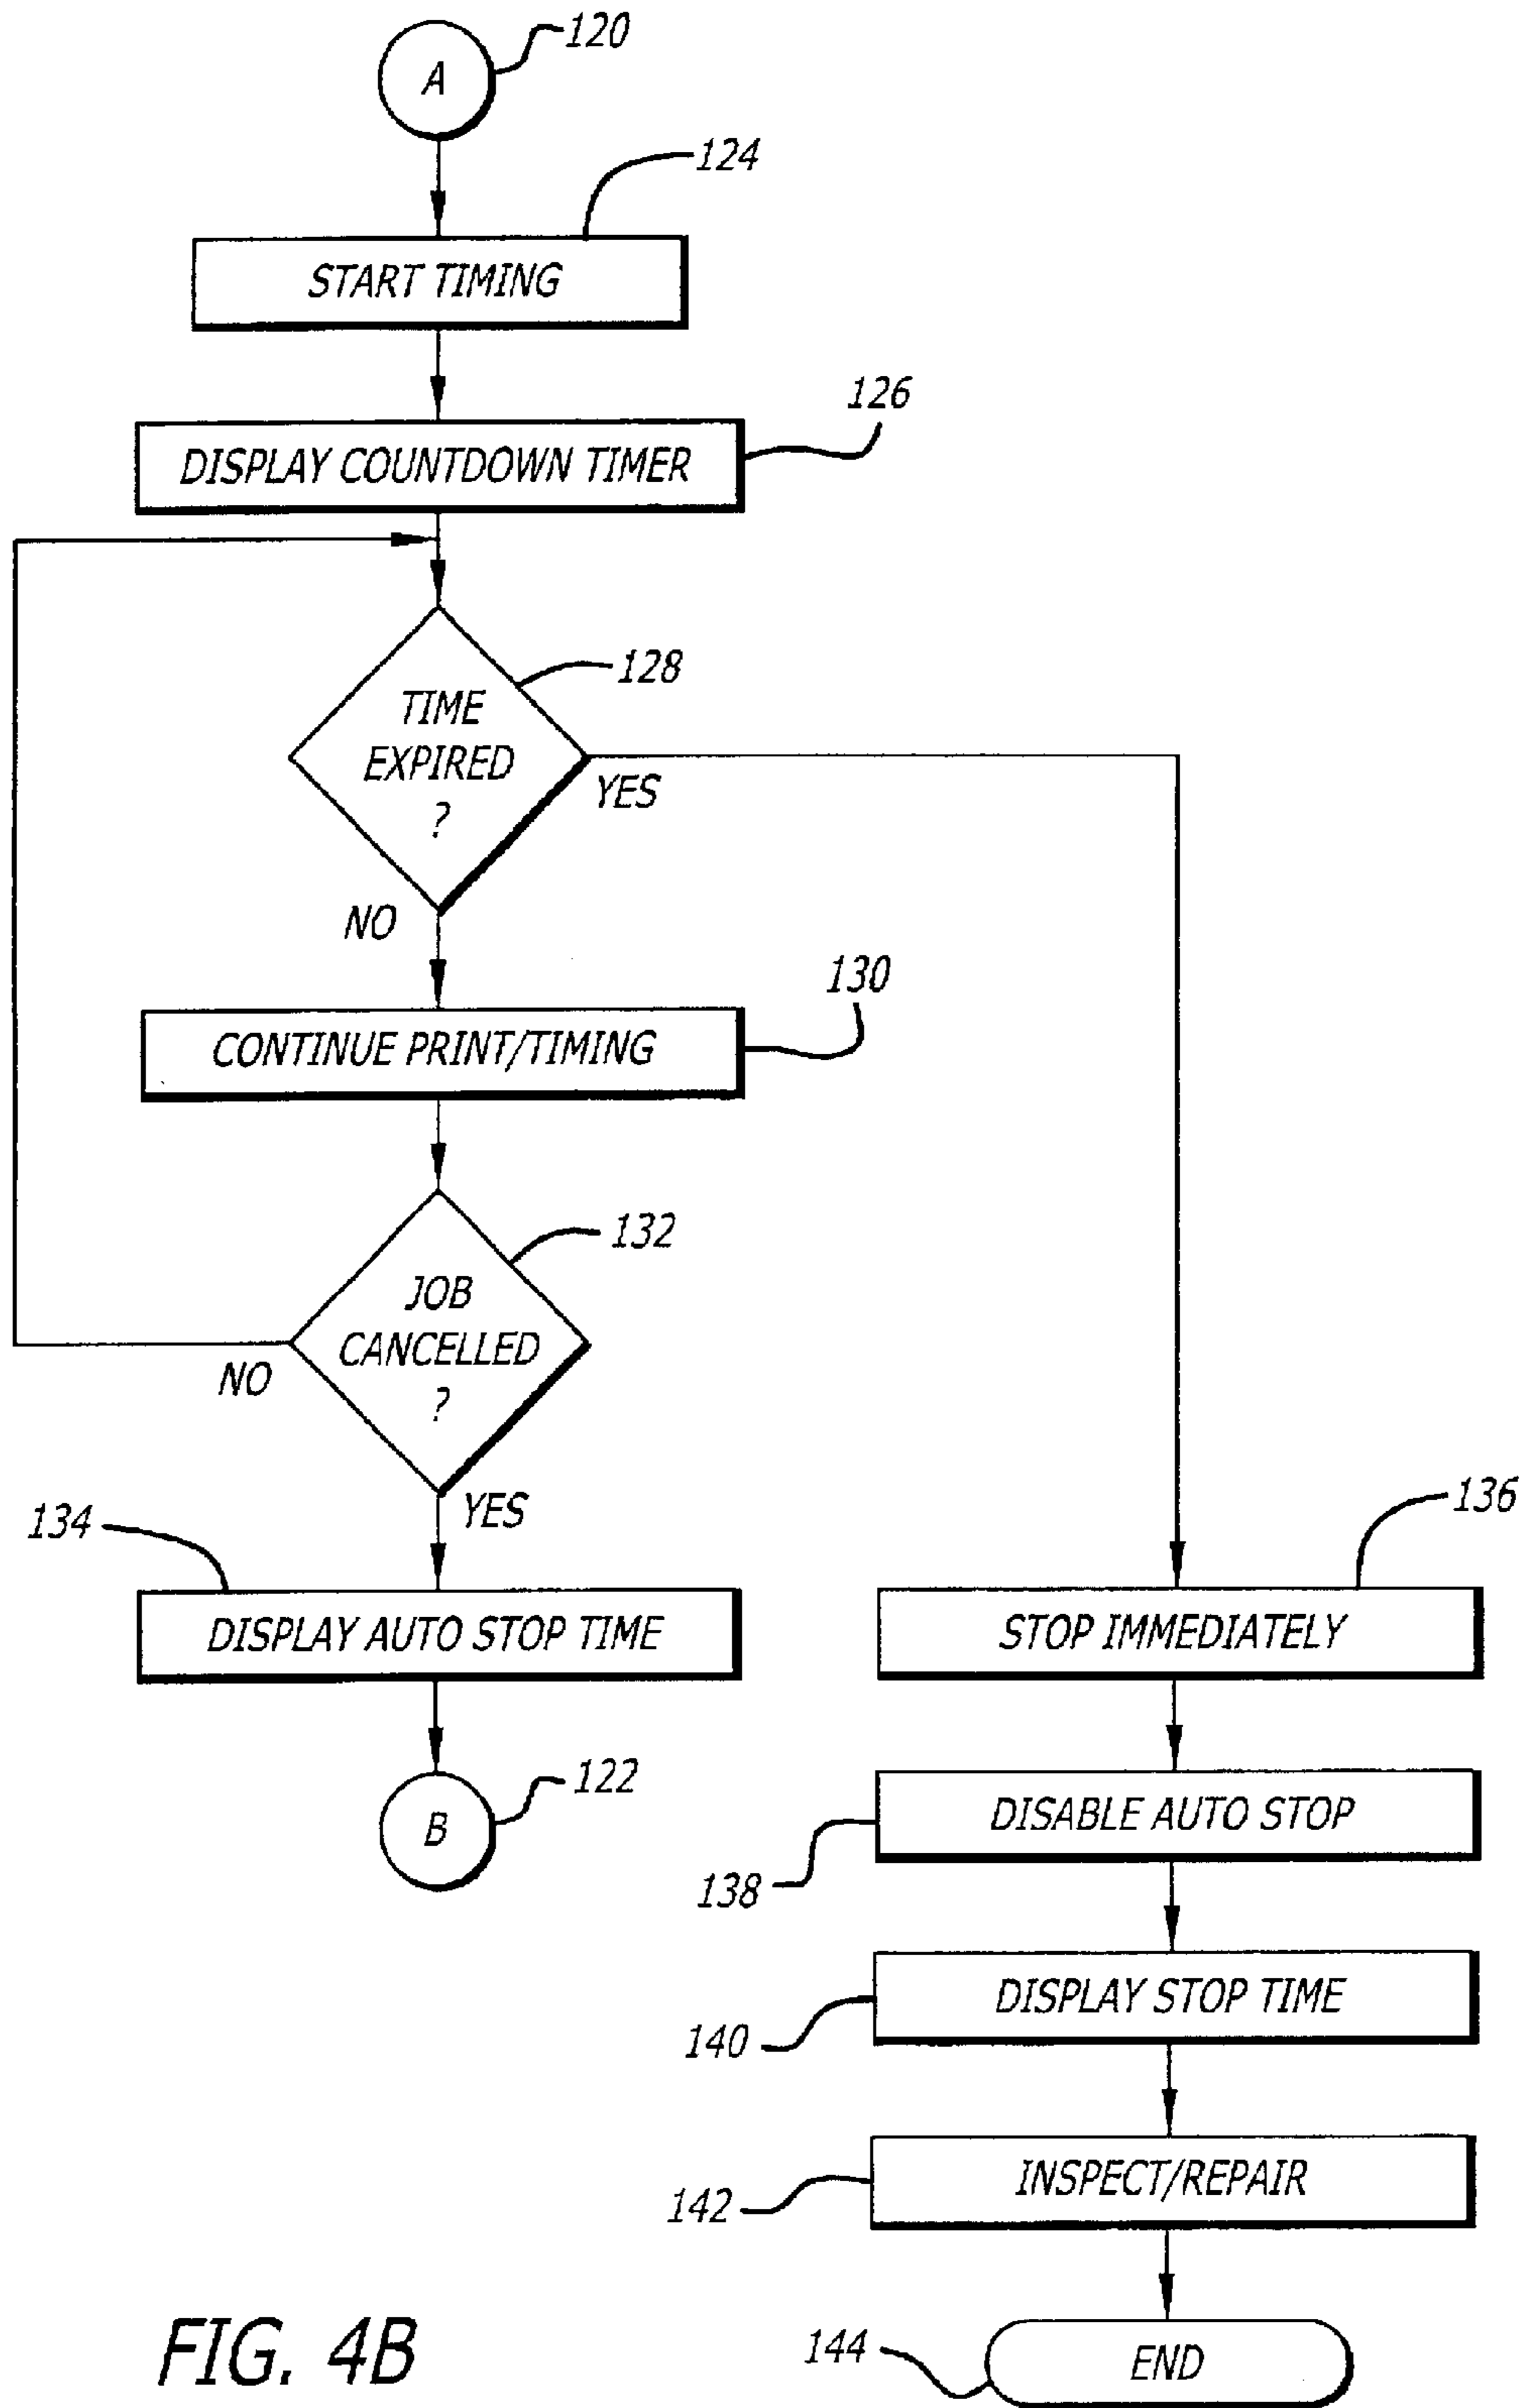 120
A
124
START TIMING
126
DISPLAY COUNTDOWN TIMER
128
TIME
EXPIRED
?
YES
NO
130
CONTINUE PRINT/TIMING
132
JOB
CANCELLED
?
NO
YES
134
DISPLAY AUTO STOP TIME
122
B
136
STOP IMMEDIATELY
DISABLE AUTO STOP
138
DISPLAY STOP TIME
140
INSPECT/REPAIR
142
144
END
FIG. 4B